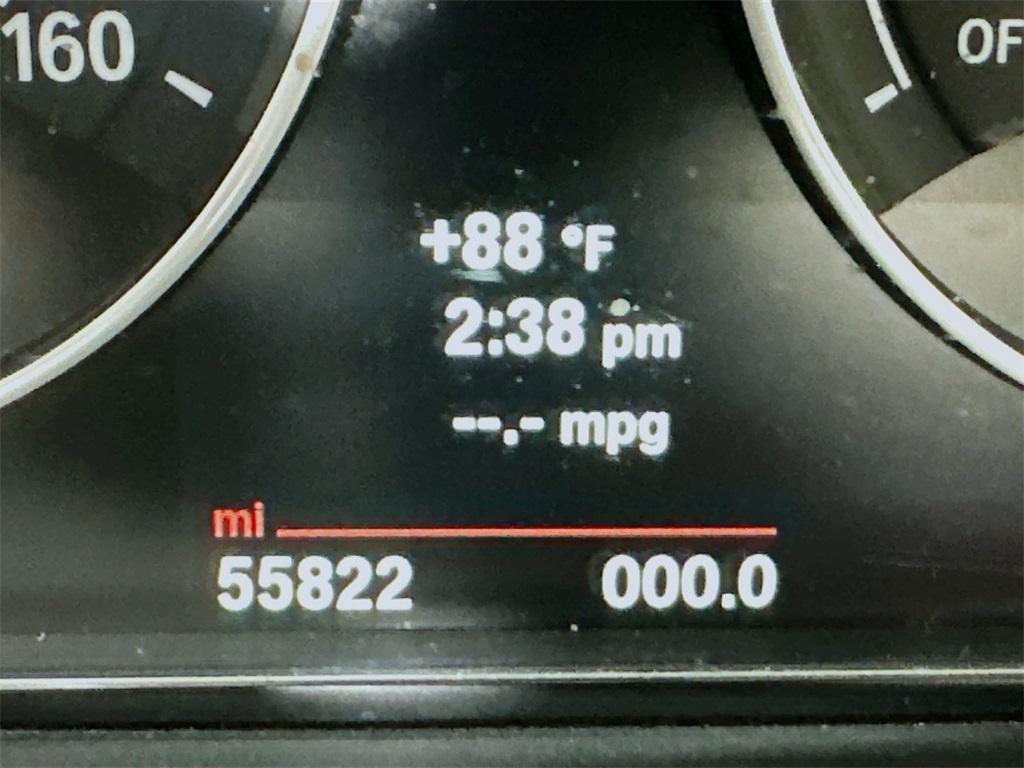 160
OF
+88 °F
2:38 pm
--.- mpg
mi
55822 000.0